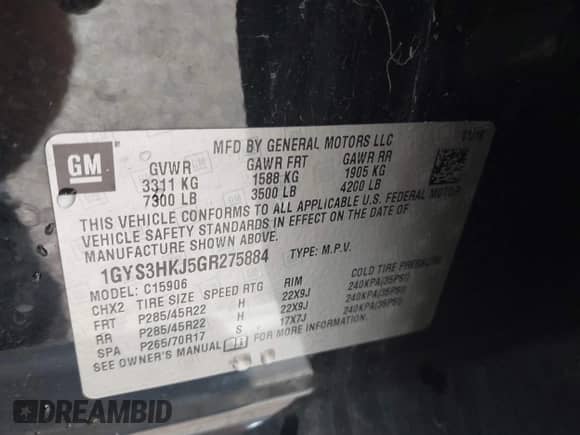 GM
MFD BY GENERAL MOTORS LLC
GVWR GAWR FRT GAWR RR
3311 KG 1588 KG 1905 KG
7300 LB 3500 LB 4200 LB
THIS VEHICLE CONFORMS TO ALL APPLICABLE U.S. FEDERAL MOTOR
VEHICLE SAFETY STANDARDS IN EFFECT ON THE DATE OF
MANUFACTURE SHOWN ABOVE.
1GYS3HKJ5GR275884 TYPE: M.P.V.
MODEL: C15906
CHX2 TIRE SIZE SPEED RTG RIM COLD TIRE PRESSURE
FRT P285/45R22 H 22X9J 240KPA(35PSI)
RR P285/45R22 H 22X9J 240KPA(35PSI)
SPA P265/70R17 S 17X7J 240KPA(35PSI)
SEE OWNER'S MANUAL FOR MORE INFORMATION.
DREAMBID